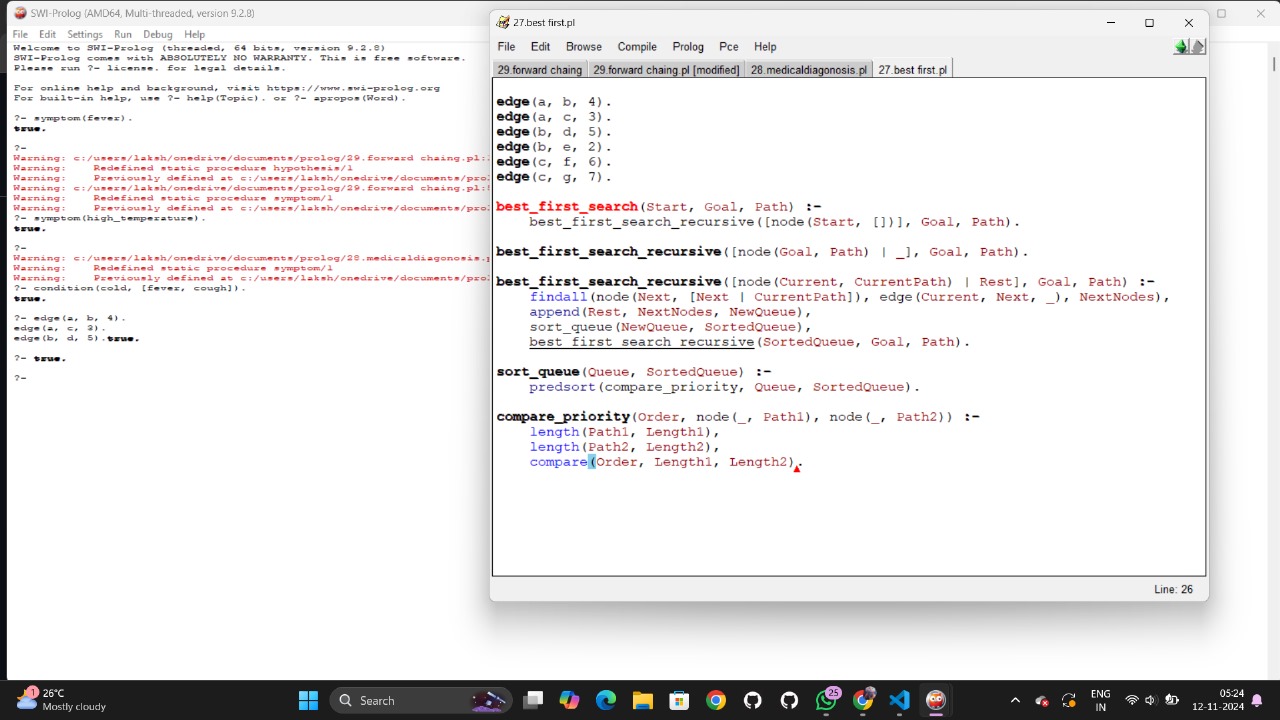 SWI-Prolog (AMD64, Multi-threaded, version 9.2.8)
File Edit Settings Run Debug Help
Welcome to SWI-Prolog (threaded, 64 bits, version 9.2.8)
SWI-Prolog comes with ABSOLUTELY NO WARRANTY. This is free software.
Please run ?- license. for legal details.
For online help and background, visit https://www.swi-prolog.org
For built-in help, use ?- help(Topic). or ?- apropos(Word).
?- symptom(fever).
true.
?-
Warning: c:/users/laksh/onedrive/documents/prolog/29.forward chaing.pl:
Warning:    Redefined static procedure hypothesis/1
Warning:    Previously defined at c:/users/laksh/onedrive/documents/prol
Warning: c:/users/laksh/onedrive/documents/prolog/29.forward chaing.pl:
Warning:    Redefined static procedure symptom/1
Warning:    Previously defined at c:/users/laksh/onedrive/documents/prol
?- symptom(high_temperature).
true.
?-
Warning: c:/users/laksh/onedrive/documents/prolog/28.medicaldiagonosis.p
Warning:    Redefined static procedure symptom/1
Warning:    Previously defined at c:/users/laksh/onedrive/documents/prol
?- condition(cold, [fever, cough]).
true.
?- edge(a, b, 4).
edge(a, c, 3).
edge(b, d, 5).true.
?- true.
?-
27.best first.pl
File Edit Browse Compile Prolog Pce Help
29.forward chaing 29.forward chaing.pl [modified] 28.medicaldiagonosis.pl 27.best first.pl
edge(a, b, 4).
edge(a, c, 3).
edge(b, d, 5).
edge(b, e, 2).
edge(c, f, 6).
edge(c, g, 7).
best_first_search(Start, Goal, Path) :-
    best_first_search_recursive([node(Start, [])], Goal, Path).
best_first_search_recursive([node(Goal, Path) | _], Goal, Path).
best_first_search_recursive([node(Current, CurrentPath) | Rest], Goal, Path) :-
    findall(node(Next, [Next | CurrentPath]), edge(Current, Next, _), NextNodes),
    append(Rest, NextNodes, NewQueue),
    sort_queue(NewQueue, SortedQueue),
    best_first_search_recursive(SortedQueue, Goal, Path).
sort_queue(Queue, SortedQueue) :-
    predsort(compare_priority, Queue, SortedQueue).
compare_priority(Order, node(_, Path1), node(_, Path2)) :-
    length(Path1, Length1),
    length(Path2, Length2),
    compare(Order, Length1, Length2).
Line: 26
1
26°C
Mostly cloudy
Search
25
ENG
IN
05:24
12-11-2024